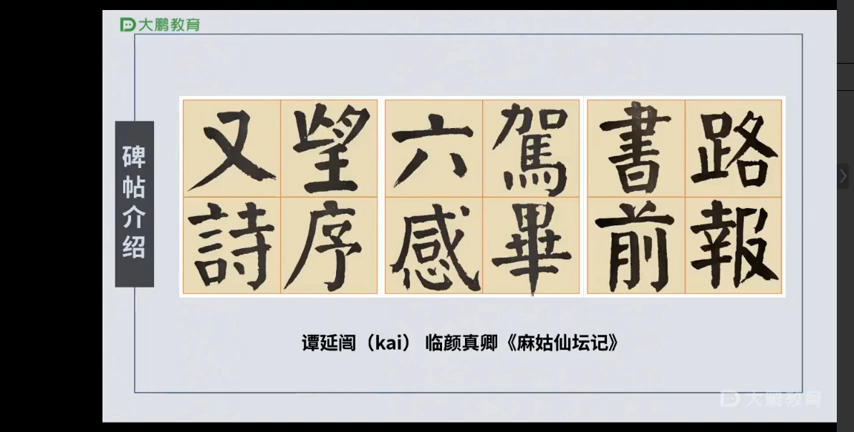 大鹏教育
碑帖介绍
又 望 六 駕 書 路
詩 序 感 畢 前 報
谭延闿（kai） 临颜真卿《麻姑仙坛记》
大鹏教育